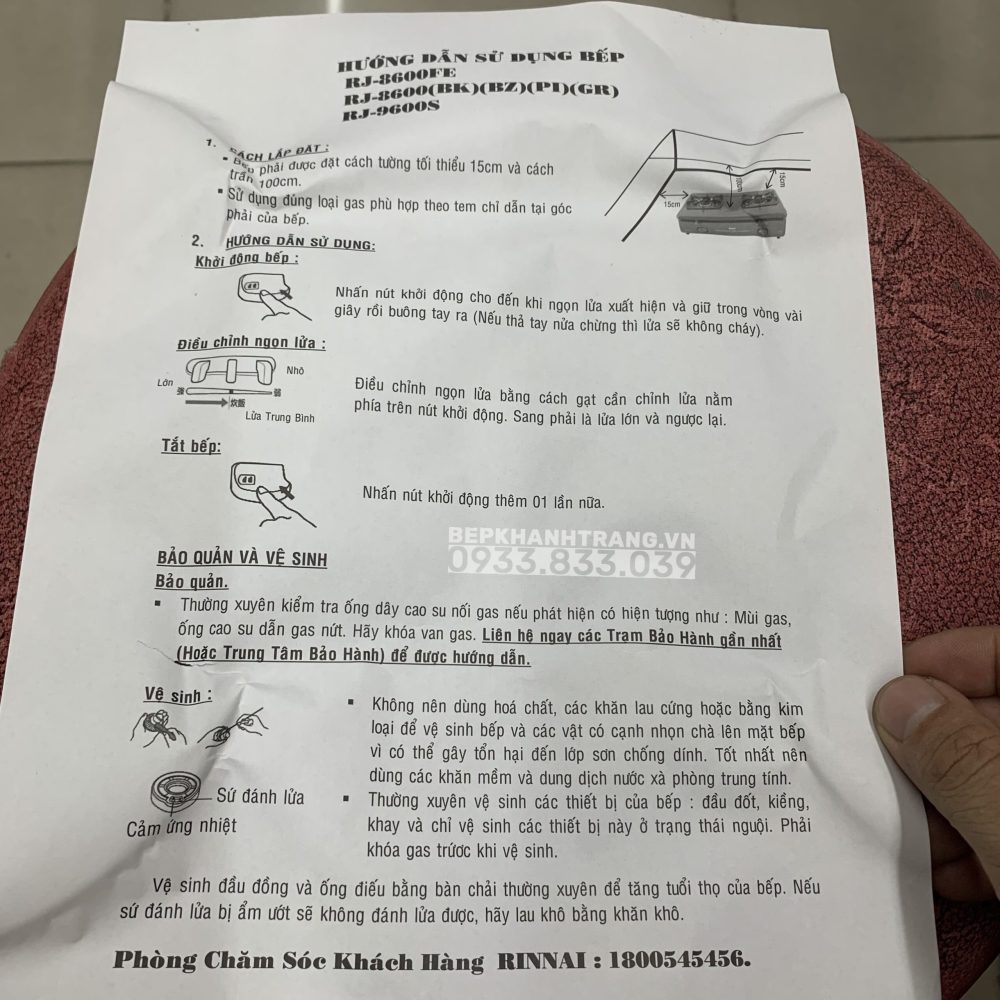 HƯỚNG DẪN SỬ DỤNG BẾP
RJ-8600FE
RJ-8600(BK)(BZ)(PI)(GR)
RJ-9600S
1. CÁCH LẮP ĐẶT :
▪ Bếp phải được đặt cách tường tối thiểu 15cm và cách
trần 100cm.
▪ Sử dụng đúng loại gas phù hợp theo tem chỉ dẫn tại góc
phải của bếp.
100cm
15cm
15cm
2. HƯỚNG DẪN SỬ DỤNG:
Khởi động bếp :
Nhấn nút khởi động cho đến khi ngọn lửa xuất hiện và giữ trong vòng vài
giây rồi buông tay ra (Nếu thả tay nửa chừng thì lửa sẽ không cháy).
Điều chỉnh ngọn lửa :
Lớn
Nhỏ
強
弱
炊飯
Lửa Trung Bình
Điều chỉnh ngọn lửa bằng cách gạt cần chỉnh lửa nằm
phía trên nút khởi động. Sang phải là lửa lớn và ngược lại.
Tắt bếp:
Nhấn nút khởi động thêm 01 lần nữa.
BEPKHANHTRANG.VN
0933.833.039
BẢO QUẢN VÀ VỆ SINH
Bảo quản.
▪ Thường xuyên kiểm tra ống dây cao su nối gas nếu phát hiện có hiện tượng như : Mùi gas,
ống cao su dẫn gas nứt. Hãy khóa van gas. Liên hệ ngay các Trạm Bảo Hành gần nhất
(Hoặc Trung Tâm Bảo Hành) để được hướng dẫn.
Vệ sinh :
▪ Không nên dùng hoá chất, các khăn lau cứng hoặc bằng kim
loại để vệ sinh bếp và các vật có cạnh nhọn chà lên mặt bếp
vì có thể gây tổn hại đến lớp sơn chống dính. Tốt nhất nên
dùng các khăn mềm và dung dịch nước xà phòng trung tính.
Sứ đánh lửa
Cảm ứng nhiệt
▪ Thường xuyên vệ sinh các thiết bị của bếp : đầu đốt, kiềng,
khay và chỉ vệ sinh các thiết bị này ở trạng thái nguội. Phải
khóa gas trước khi vệ sinh.
Vệ sinh đầu đồng và ống điếu bằng bàn chải thường xuyên để tăng tuổi thọ của bếp. Nếu
sứ đánh lửa bị ẩm ướt sẽ không đánh lửa được, hãy lau khô bằng khăn khô.
Phòng Chăm Sóc Khách Hàng RINNAI : 1800545456.